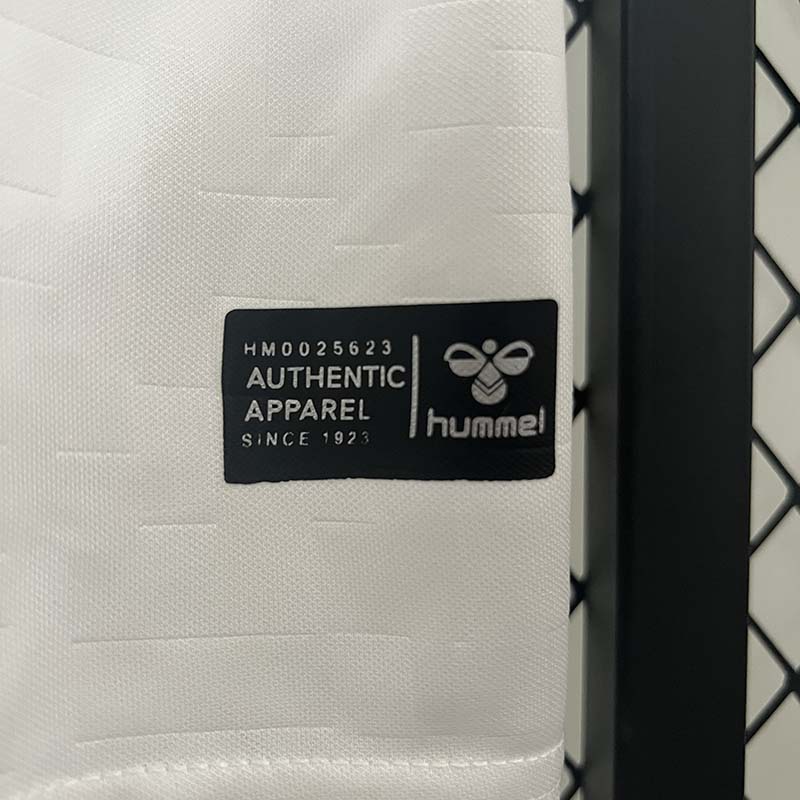 HM0025623
AUTHENTIC
APPAREL
SINCE 1923
hummel